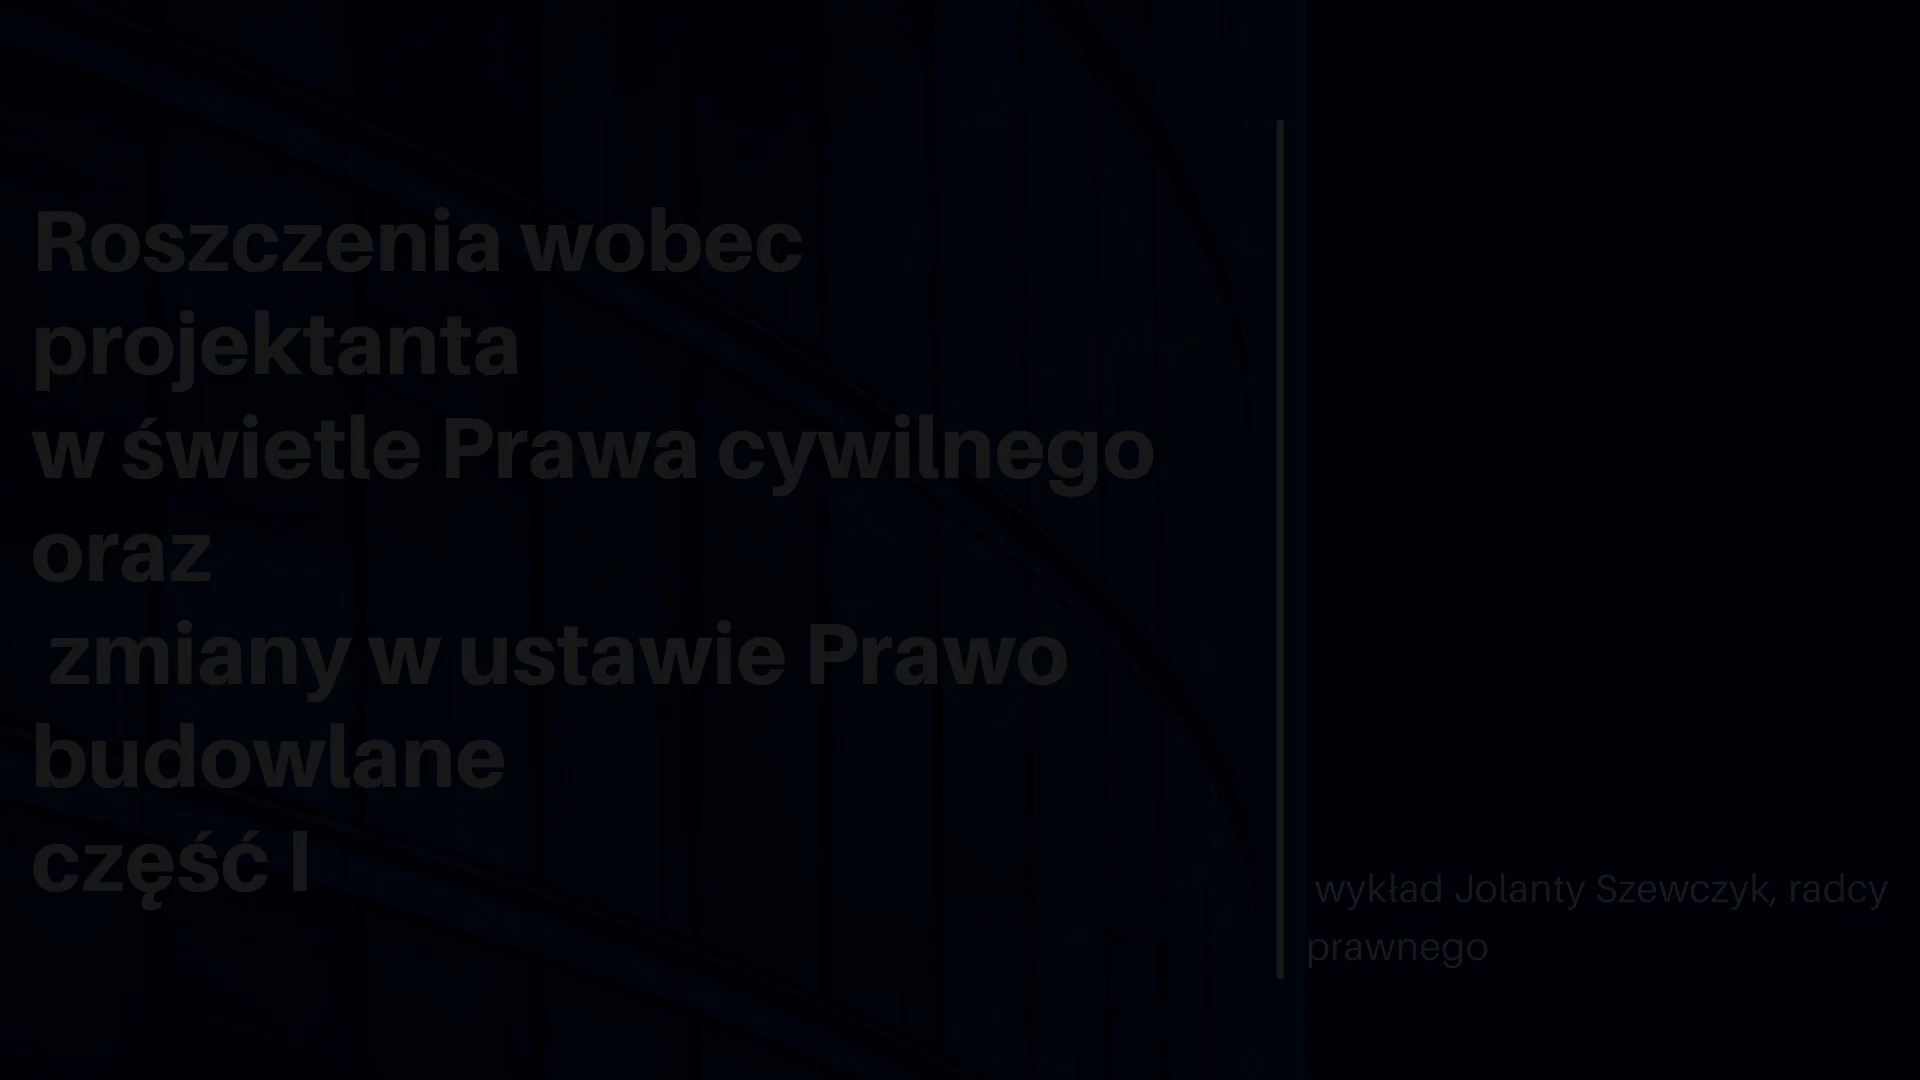 Roszczenia wobec
projektanta
w świetle Prawa cywilnego
oraz
zmiany w ustawie Prawo
budowlane
część I
wykład Jolanty Szewczyk, radcy
prawnego